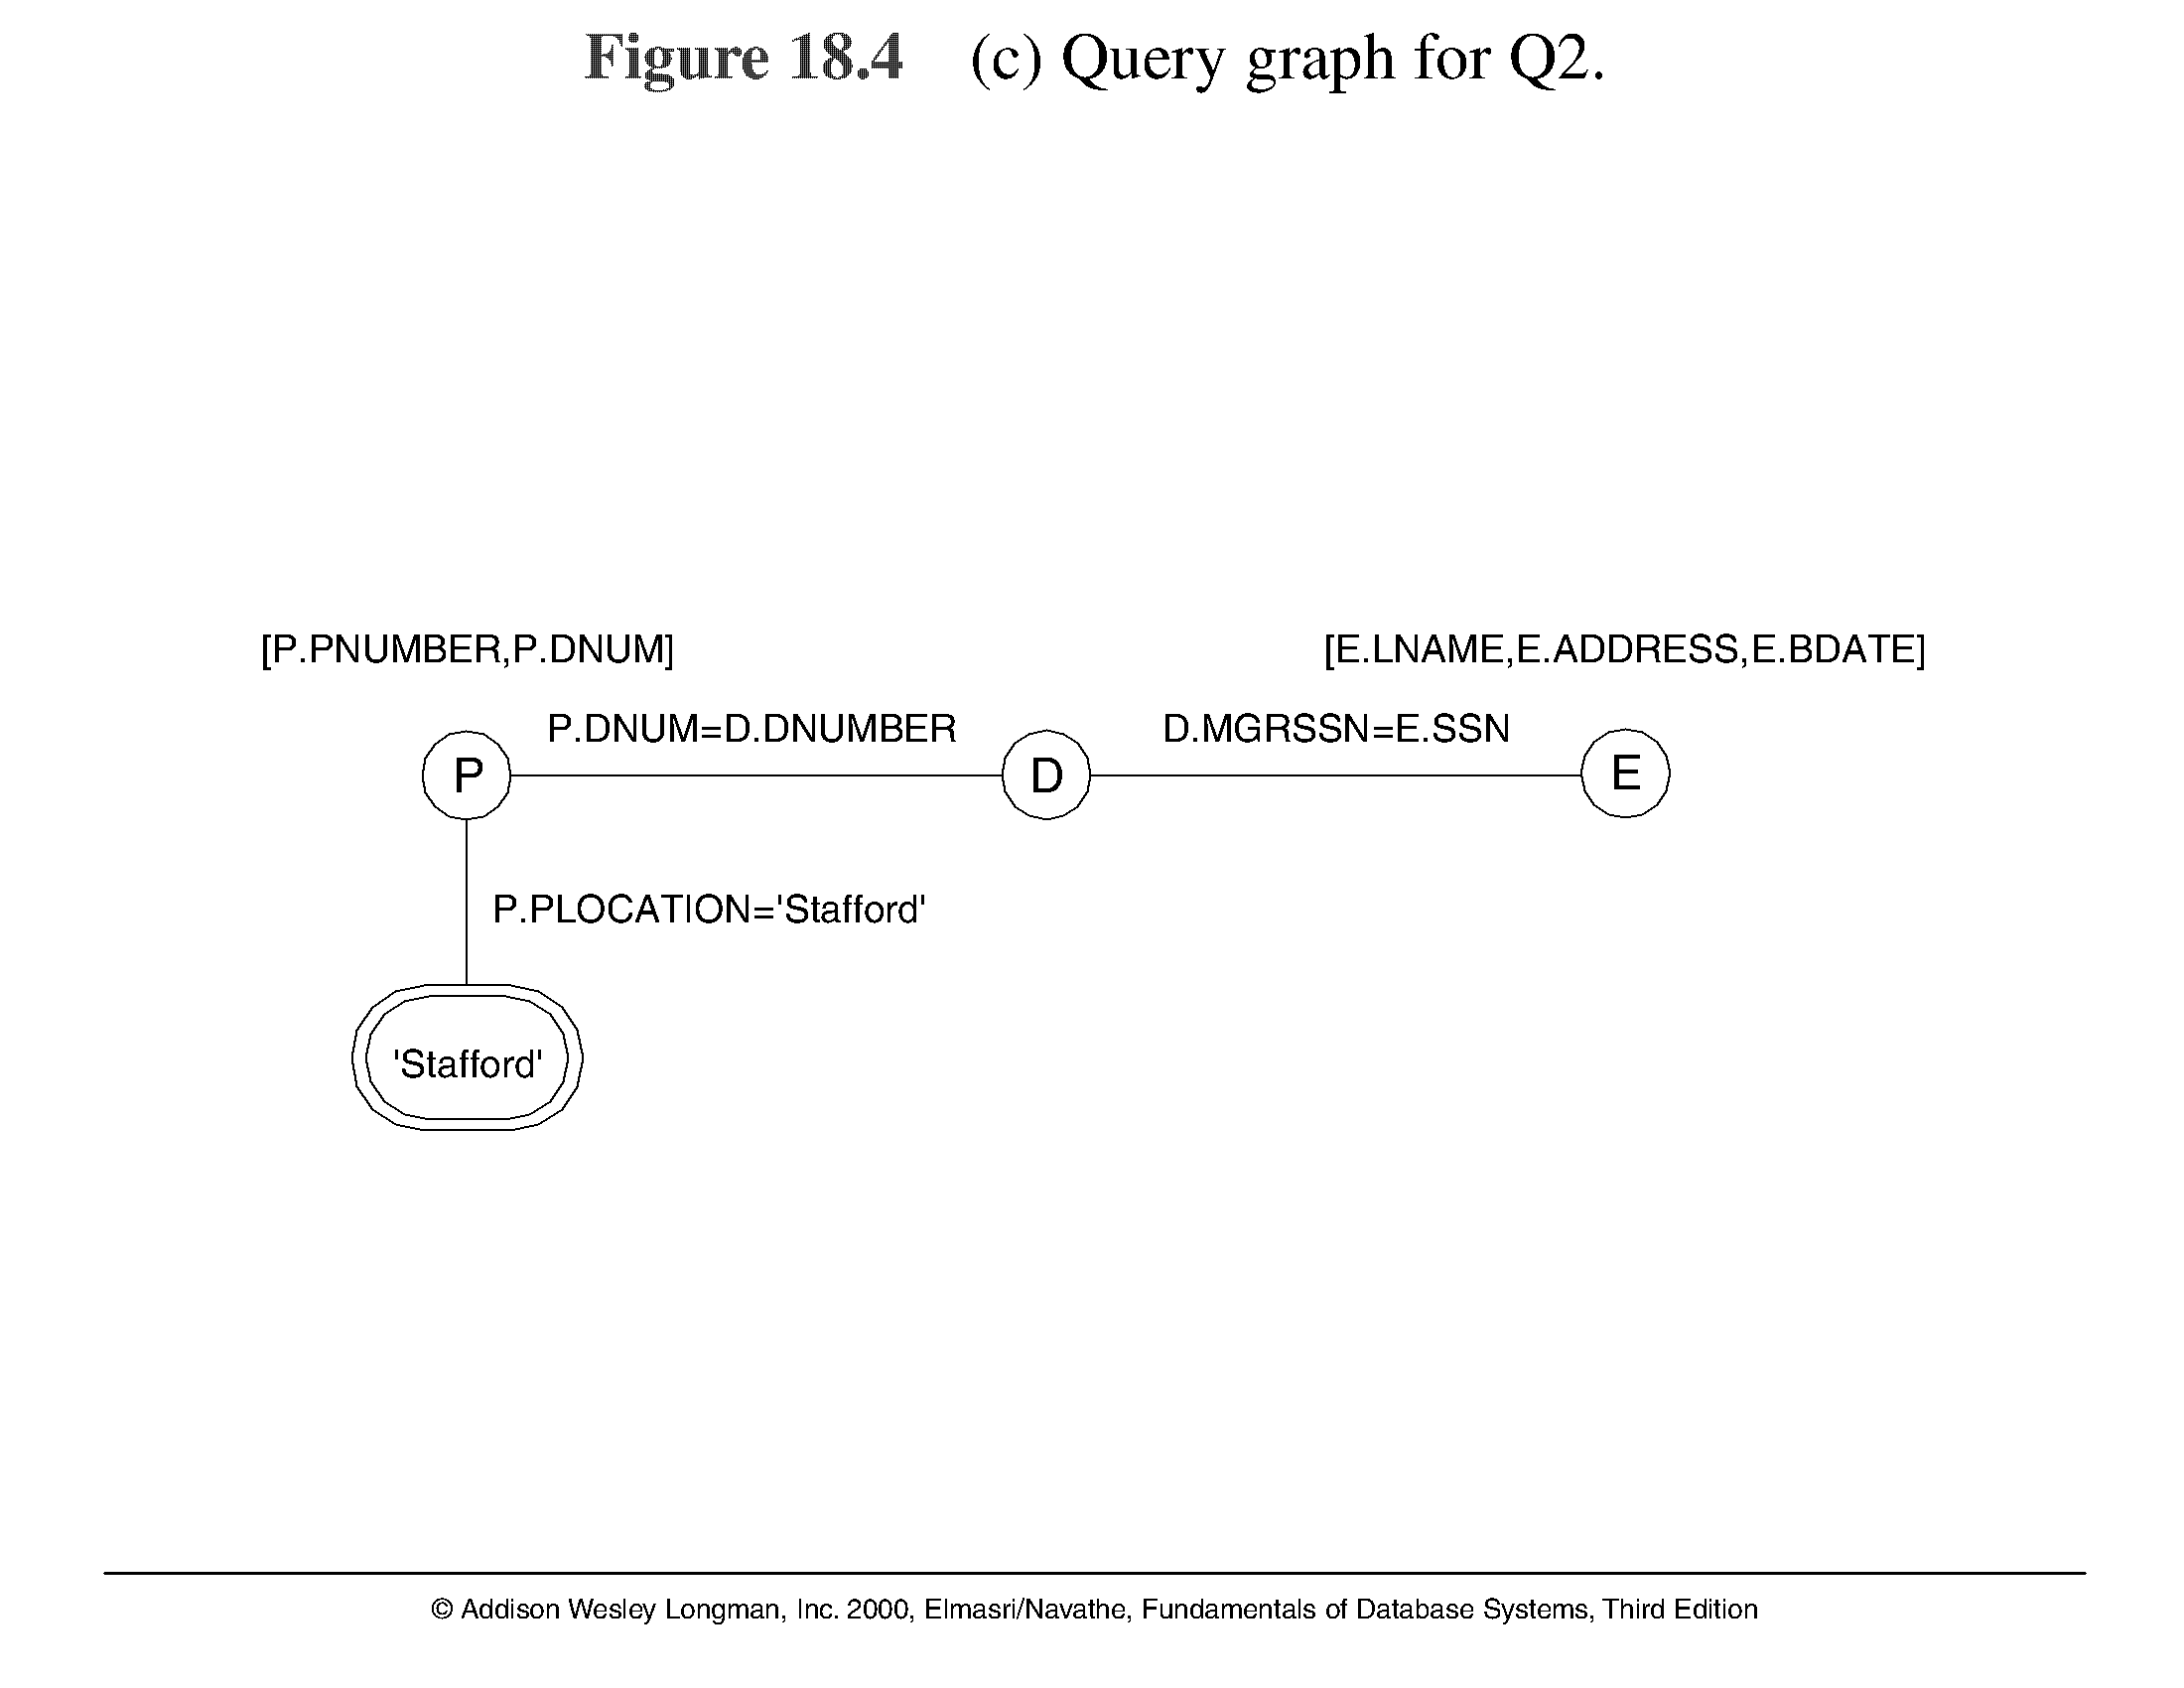 Figure 18.4 (c) Query graph for Q2.
[P.PNUMBER,P.DNUM]
[E.LNAME,E.ADDRESS,E.BDATE]
P.DNUM=D.DNUMBER
D.MGRSSN=E.SSN
P
D
E
P.PLOCATION='Stafford'
'Stafford'
© Addison Wesley Longman, Inc. 2000, Elmasri/Navathe, Fundamentals of Database Systems, Third Edition